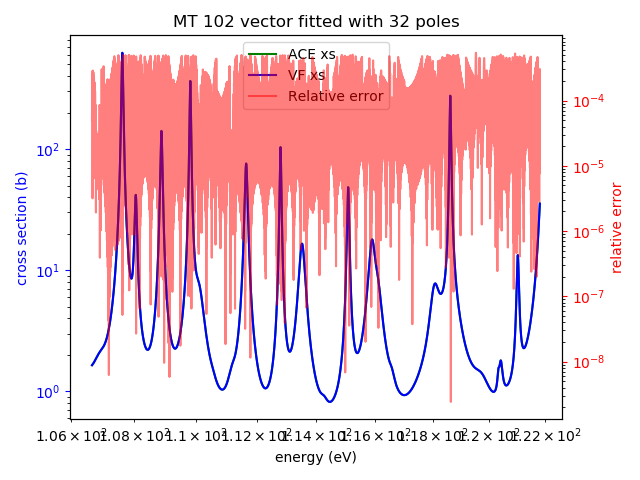 MT 102 vector fitted with 32 poles
ACE xs
VF xs
Relative error
cross section (b)
10²
10¹
10⁰
10⁻⁴
10⁻⁵
10⁻⁶
10⁻⁷
10⁻⁸
relative error
1.06 × 10² 1.08 × 10² 1.1 × 10² 1.12 × 10² 1.14 × 10² 1.16 × 10² 1.18 × 10² 1.2 × 10² 1.22 × 10²
energy (eV)